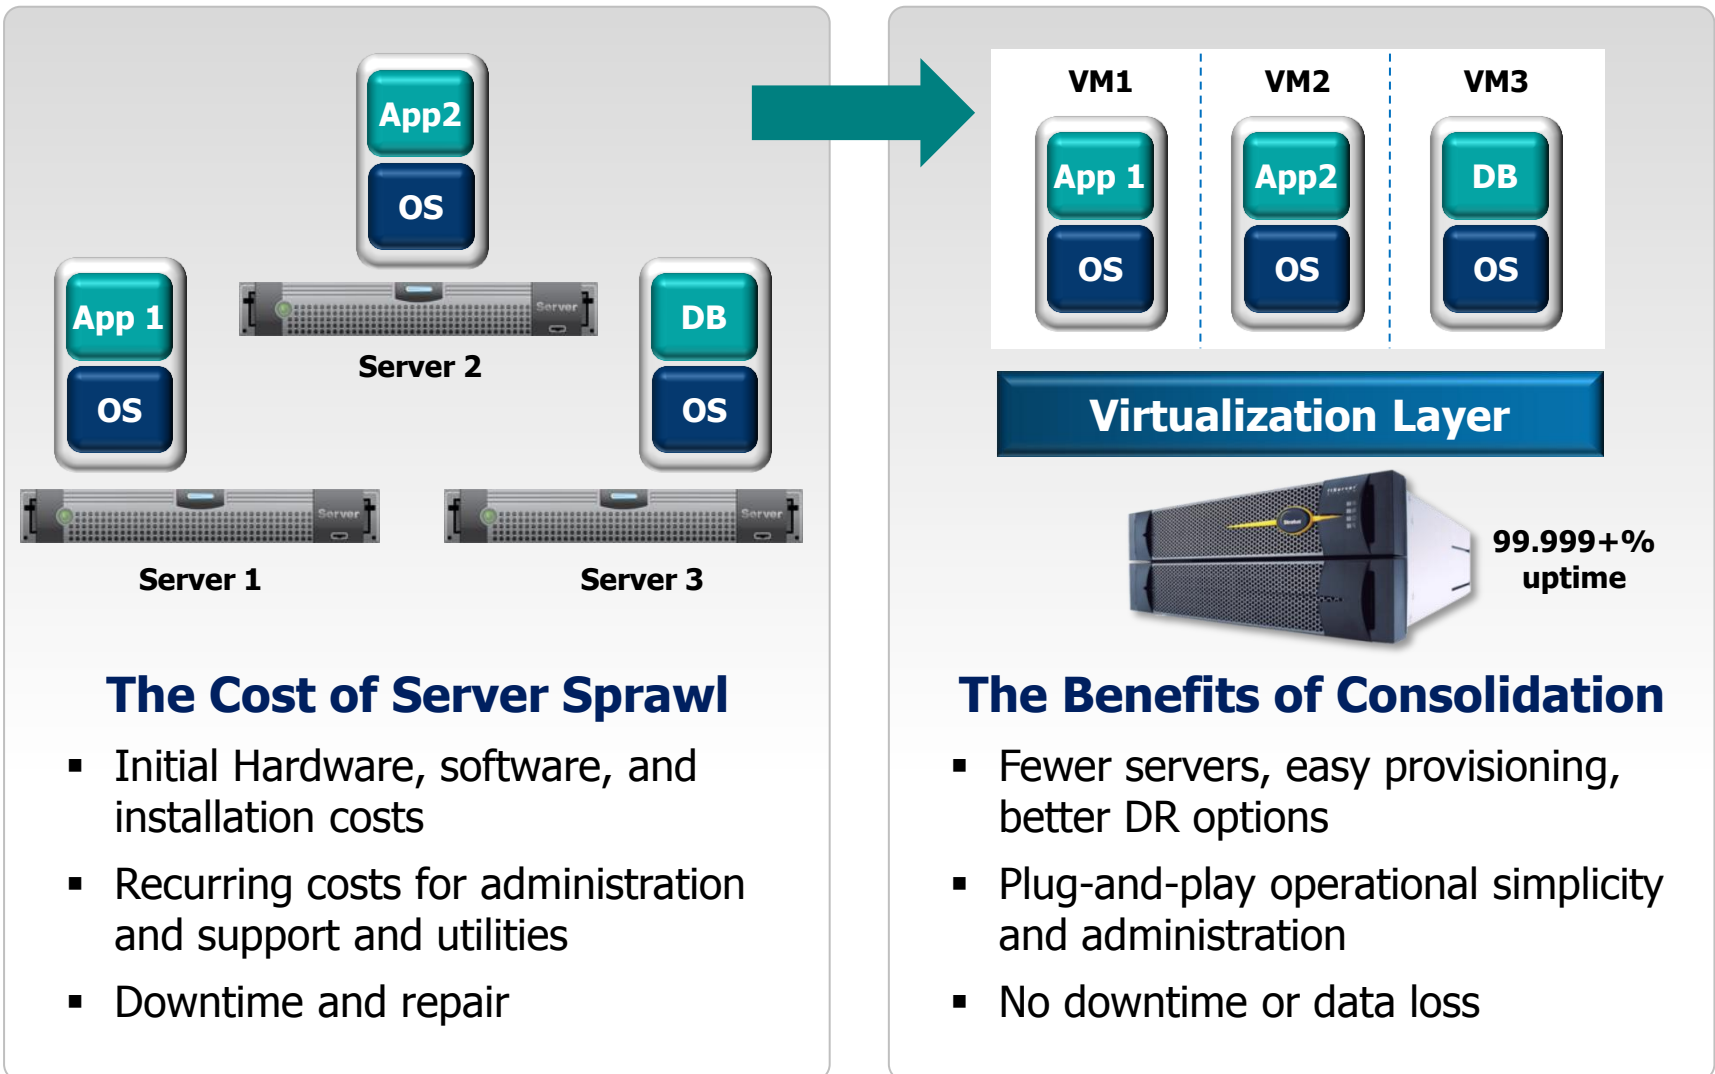 App2
OS
App 1
OS
Server
Server 2
DB
OS
Server
Server 1
Server
Server 3
The Cost of Server Sprawl
▪ Initial Hardware, software, and
installation costs
▪ Recurring costs for administration
and support and utilities
▪ Downtime and repair
VM1
VM2
VM3
App 1
App2
DB
OS
OS
OS
Virtualization Layer
Stratus
99.999+%
uptime
The Benefits of Consolidation
▪ Fewer servers, easy provisioning,
better DR options
▪ Plug-and-play operational simplicity
and administration
▪ No downtime or data loss